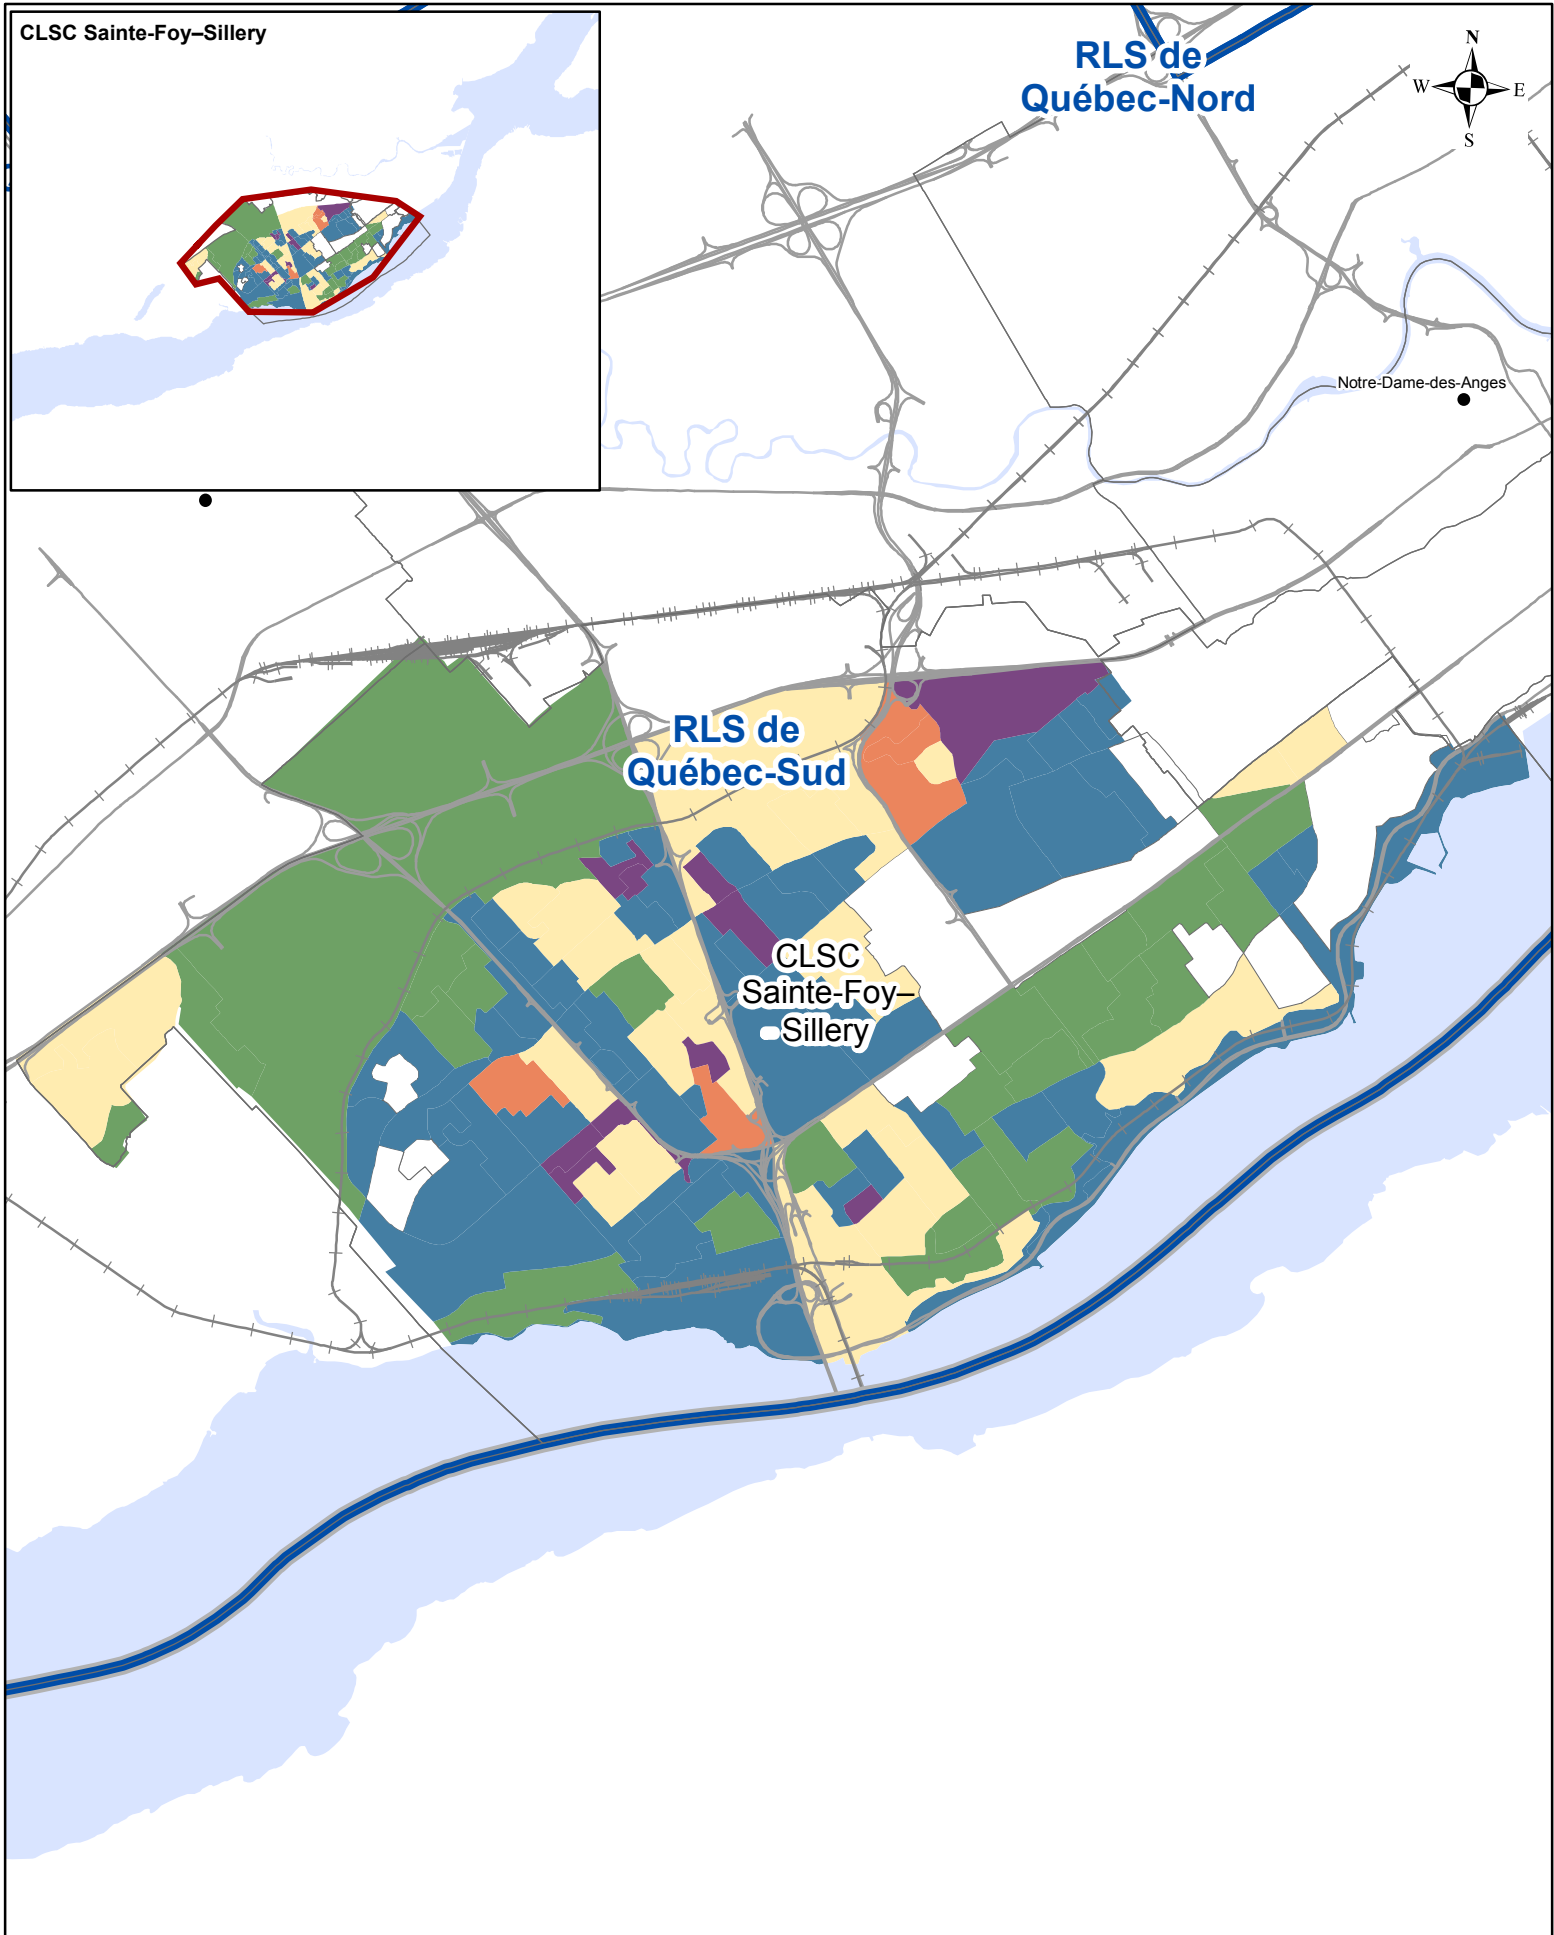 CLSC Sainte-Foy–Sillery
RLS de
Québec-Nord
N
W
E
S
Notre-Dame-des-Anges
RLS de
Québec-Sud
CLSC
Sainte-Foy–
Sillery